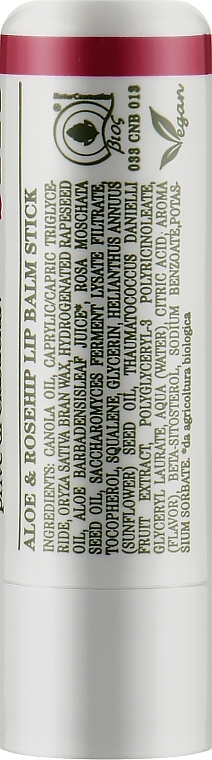 ALOE & ROSEHIP LIP BALM STICK
INGREDIENTS: CANOLA OIL, CAPRYLIC/CAPRIC TRIGLYCE-
RIDE, ORYZA SATIVA BRAN WAX, HYDROGENATED RAPESEED
OIL, ALOE BARBADENSIS LEAF JUICE*, ROSA MOSCHATA
SEED OIL, SACCHAROMYCES FERMENT LYSATE FILTRATE,
TOCOPHEROL, SQUALENE, GLYCERIN, HELIANTHUS ANNUUS
(SUNFLOWER) SEED OIL, THAUMATOCOCCUS DANIELLI
FRUIT EXTRACT, POLYGLYCERYL-3 POLYRICINOLEATE,
GLYCERYL LAURATE, AQUA (WATER), CITRIC ACID, AROMA
(FLAVOR), BETA-SITOSTEROL, SODIUM BENZOATE,POTAS-
SIUM SORBATE. *da agricoltura biologica
βιος
033 CNB 013
Vegan